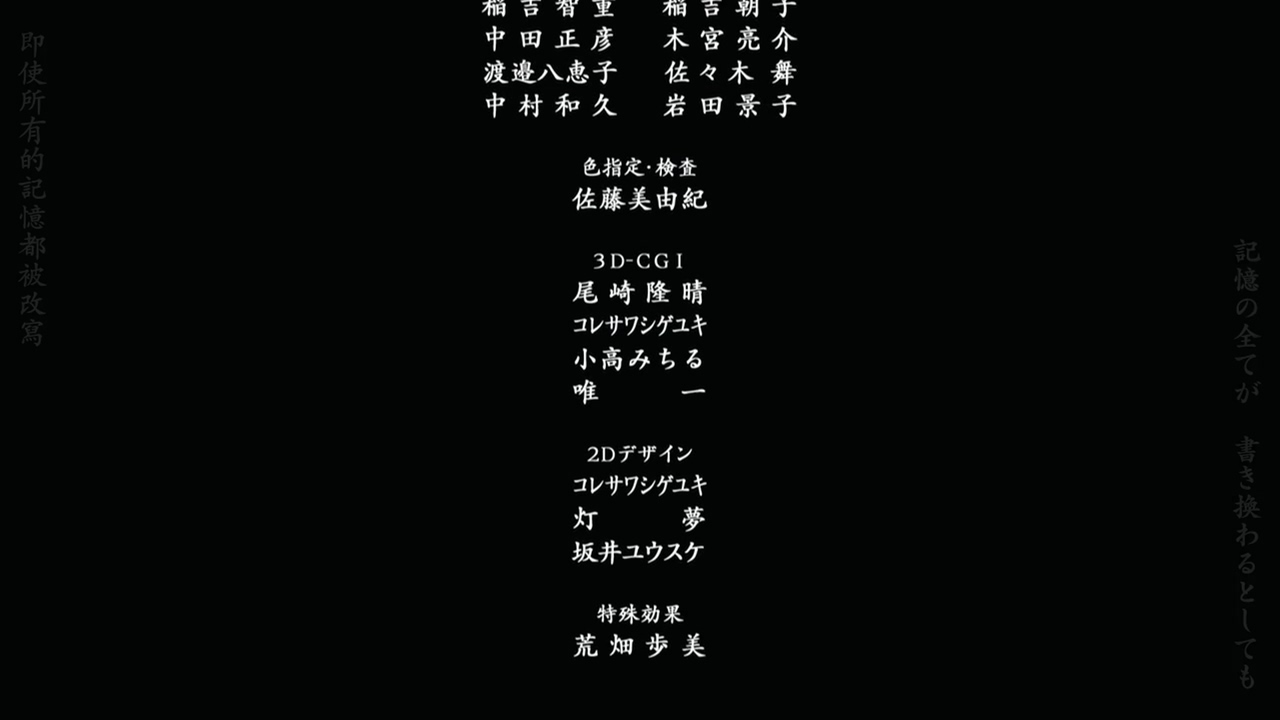 稲吉智重 稲吉朝子
中田正彦 木宮亮介
渡邉八恵子 佐々木 舞
中村和久 岩田景子
色指定・検査
佐藤美由紀
3D-CGI
尾崎隆晴
コレサワシゲユキ
小高みちる
唯一
2Dデザイン
コレサワシゲユキ
灯夢
坂井ユウスケ
特殊効果
荒畑歩美
記憶の全てが 書き換わるとしても
即使所有的記憶都被改寫